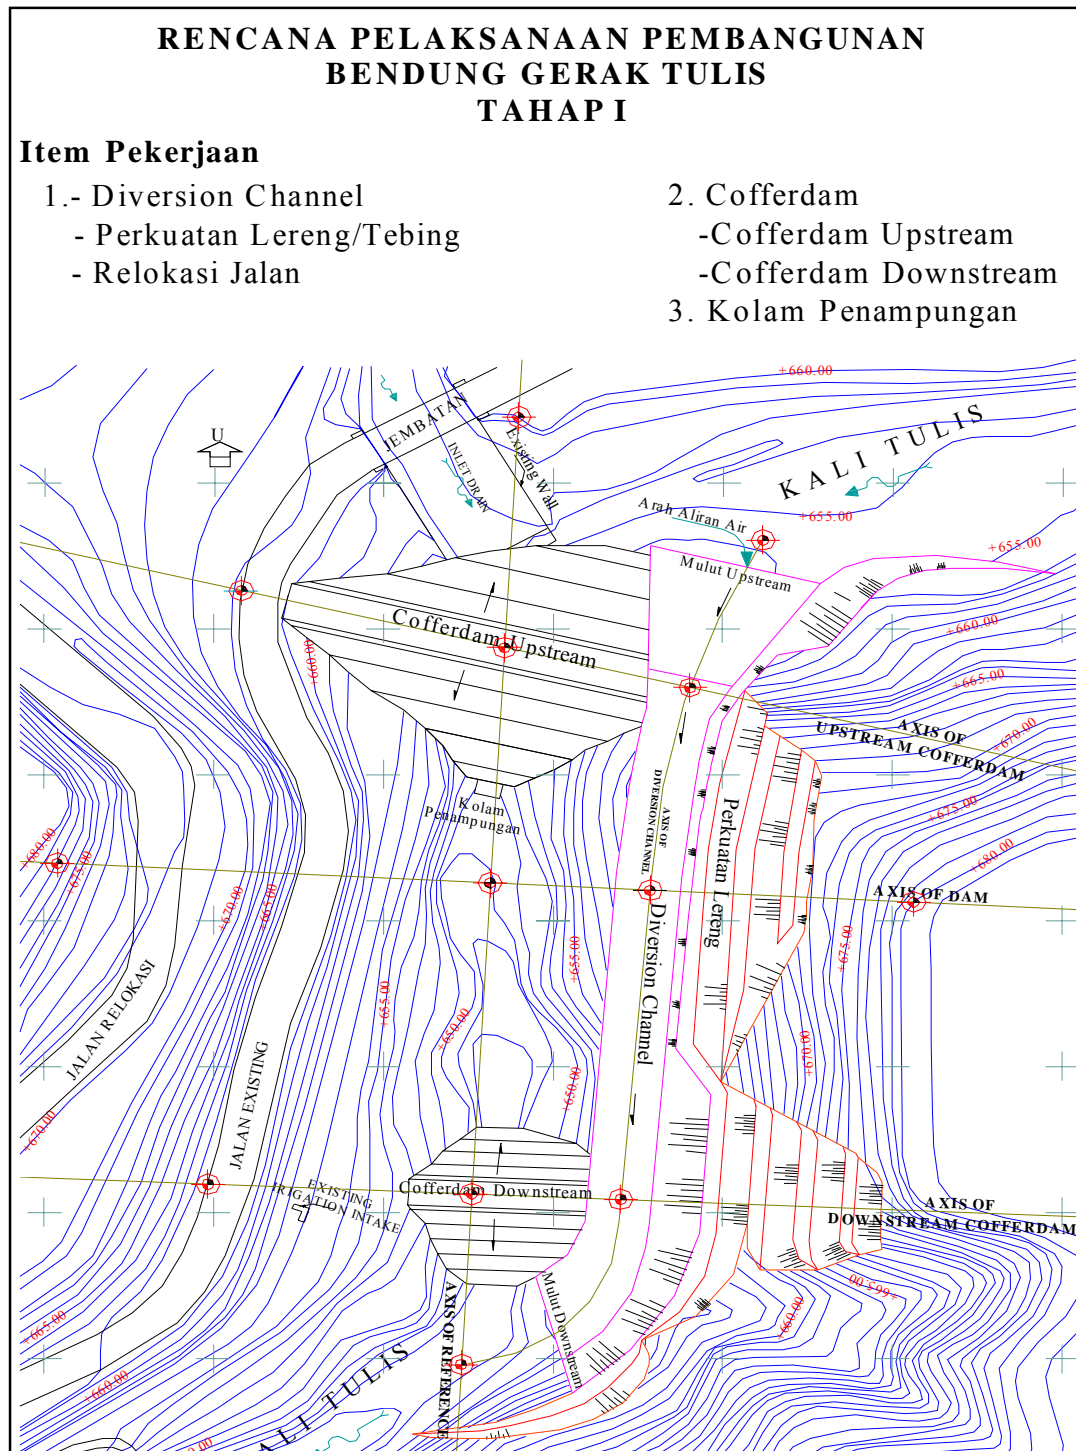 RENCANA PELAKSANAAN PEMBANGUNAN
BENDUNG GERAK TULIS
TAHAP I
Item Pekerjaan
1.- Diversion Channel
- Perkuatan Lereng/Tebing
- Relokasi Jalan
2. Cofferdam
-Cofferdam Upstream
-Cofferdam Downstream
3. Kolam Penampungan
+660.00
JEMBATAN
U
INLET DRAIN
Existing Wall
KALI TULIS
Arah Aliran Air
+655.00
+655.00
Mulut Upstream
Cofferdam Upstream
+660.00
+660.00
+665.00
+670.00
AXIS OF
UPSTREAM COFFERDAM
Kolam
Penampungan
AXIS OF
DIVERSION CHANNEL
Perkuatan Lereng
+675.00
+680.00
+680.00
+675.00
AXIS OF DAM
+670.00
+665.00
Diversion Channel
+655.00
+675.00
+655.00
+650.00
JALAN RELOKASI
+670.00
+650.00
JALAN EXISTING
+670.00
EXISTING
IRIGATION INTAKE
Cofferdam Downstream
AXIS OF
DOWNSTREAM COFFERDAM
+665.00
Mulut Downstream
AXIS OF REFERENCE
+660.00
+665.00
+660.00
ALI TULIS
0.00